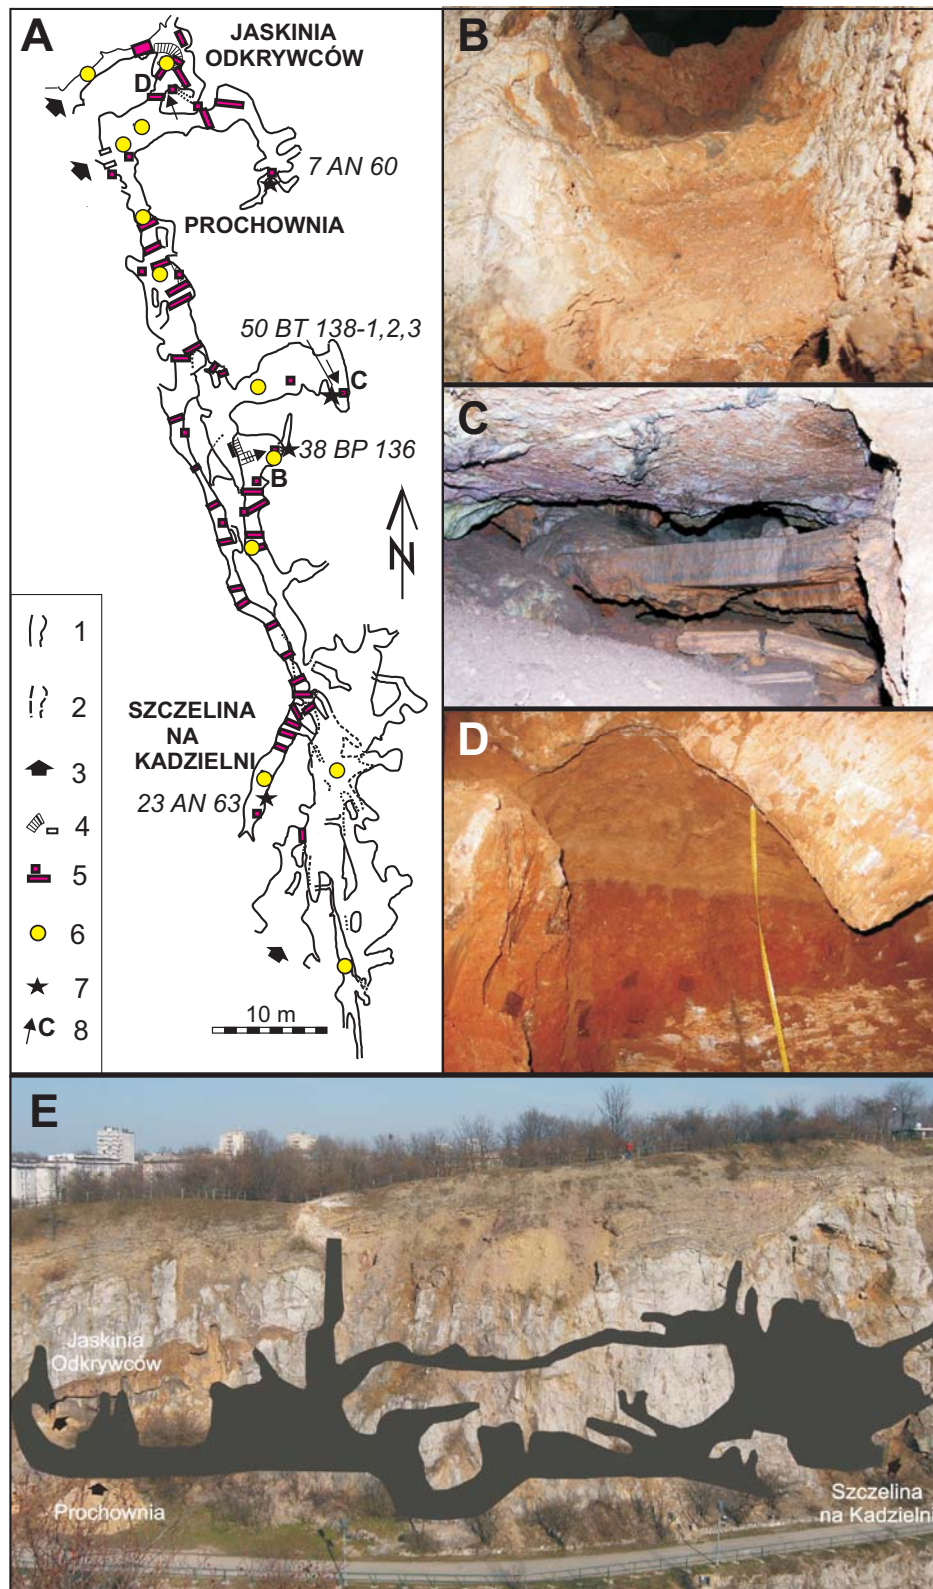 A
JASKINIA
ODKRYWCÓW
D
7 AN 60
PROCHOWNIA
50 BT 138-1,2,3
C
38 BP 136
B
N
SZCZELINA
NA
KADZIELNI
23 AN 63
10 m
1
2
3
4
5
6
7
C 8
B
C
D
E
Jaskinia
Odkrywców
Prochownia
Szczelina
na Kadzielni